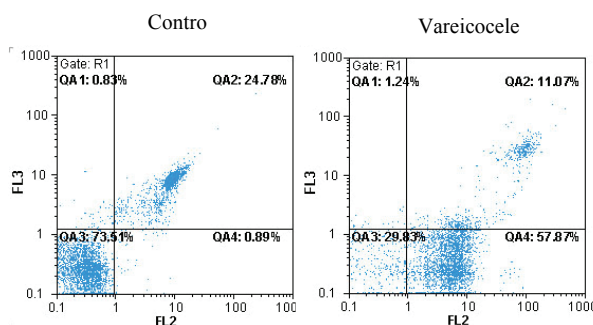 Contro
Vareicocele
Gate: R1
QA1: 0.83%
QA2: 24.78%
QA3: 73.51%
QA4: 0.89%
1000
100
10
1
0.1
FL3
0.1
1
10
100
1000
FL2
Gate: R1
QA1: 1.24%
QA2: 11.07%
QA3: 29.83%
QA4: 57.87%
1000
100
10
1
0.1
FL3
0.1
1
10
100
1000
FL2